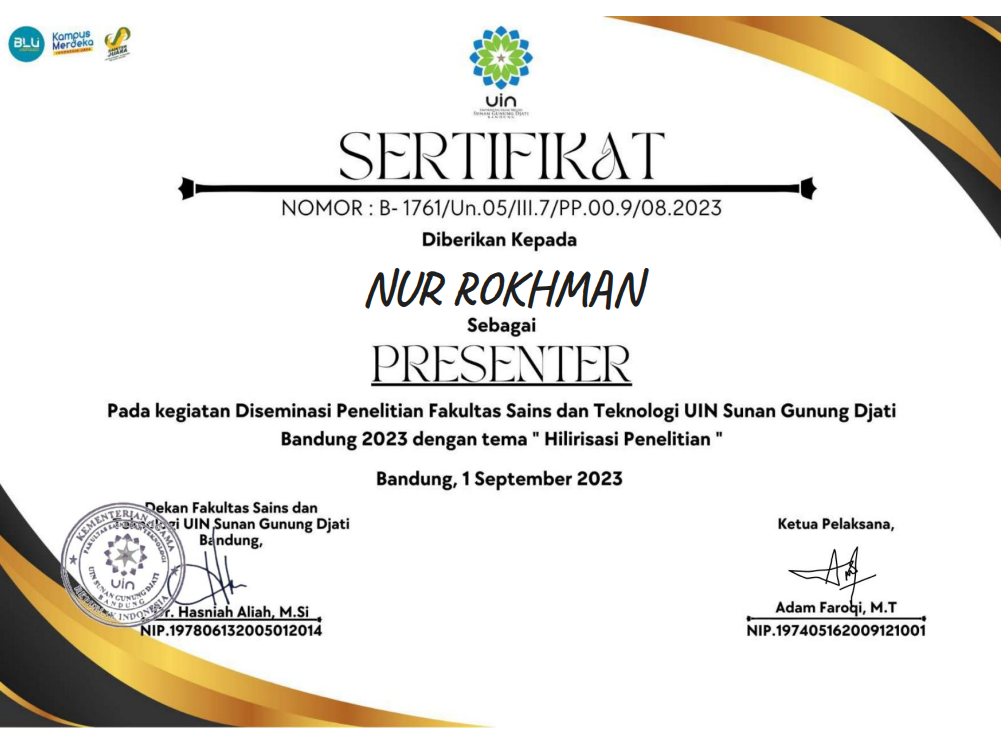 BLU
Kampus
Merdeka
uin
SUNAN GUNUNG DJATI
BANDUNG
SERTIFIKAT
NOMOR : B- 1761/Un.05/III.7/PP.00.9/08.2023
Diberikan Kepada
NUR ROKHMAN
Sebagai
PRESENTER
Pada kegiatan Diseminasi Penelitian Fakultas Sains dan Teknologi UIN Sunan Gunung Djati
Bandung 2023 dengan tema " Hilirisasi Penelitian "
Bandung, 1 September 2023
Dekan Fakultas Sains dan
UIN Sunan Gunung Djati
Bandung,
Hasniah Aliah, M.Si
NIP.197806132005012014
KEMENTERIAN AGAMA
FAKULTAS SAINS DAN TEKNOLOGI
uin
UIN SUNAN GUNUNG DJATI
BANDUNG
INDONESIA
Ketua Pelaksana,
Adam Faroqi, M.T
NIP.197405162009121001